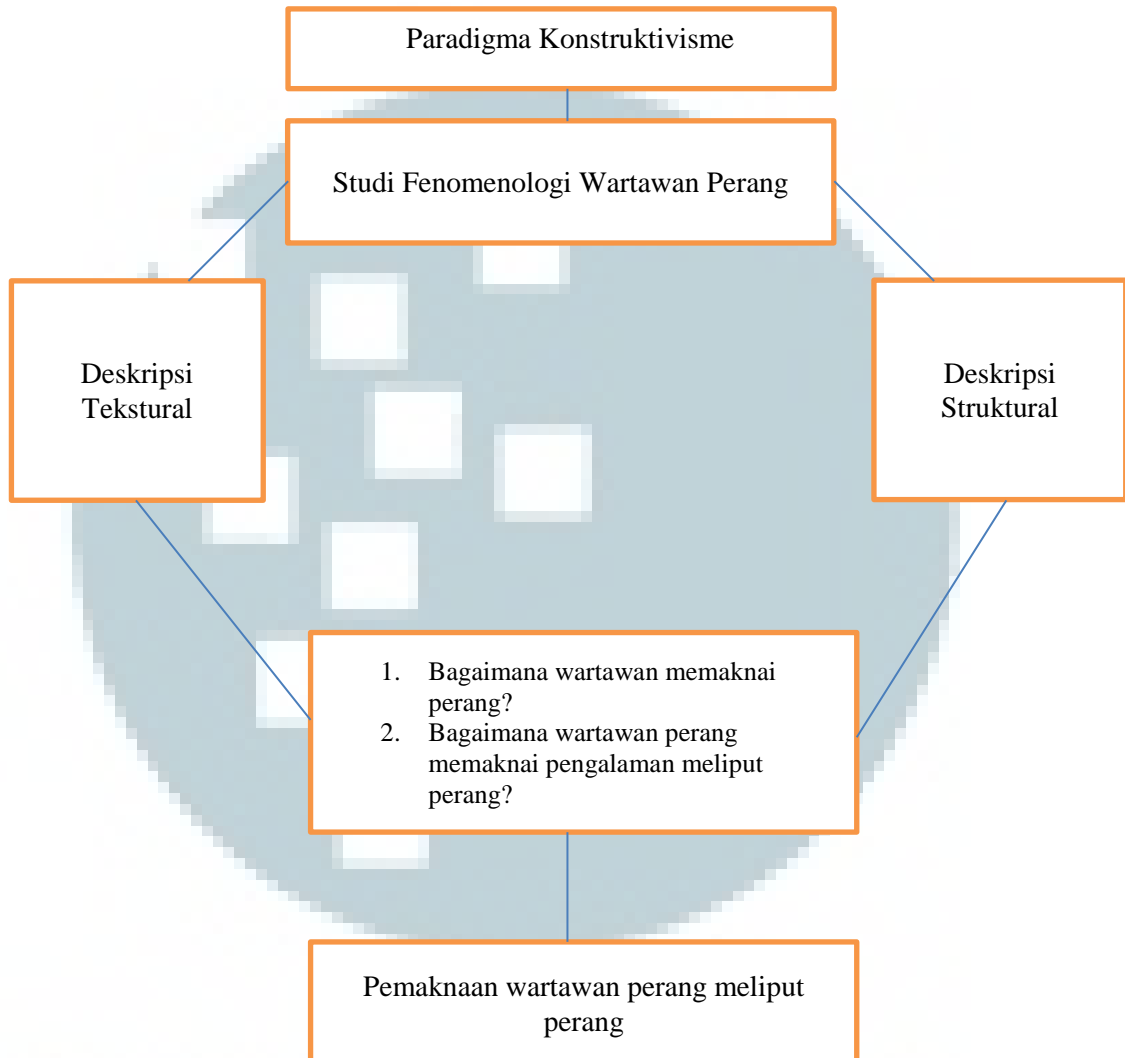 Paradigma Konstruktivisme
Studi Fenomenologi Wartawan Perang
Deskripsi
Tekstural
Deskripsi
Struktural
1. Bagaimana wartawan memaknai
perang?
2. Bagaimana wartawan perang
memaknai pengalaman meliput
perang?
Pemaknaan wartawan perang meliput
perang